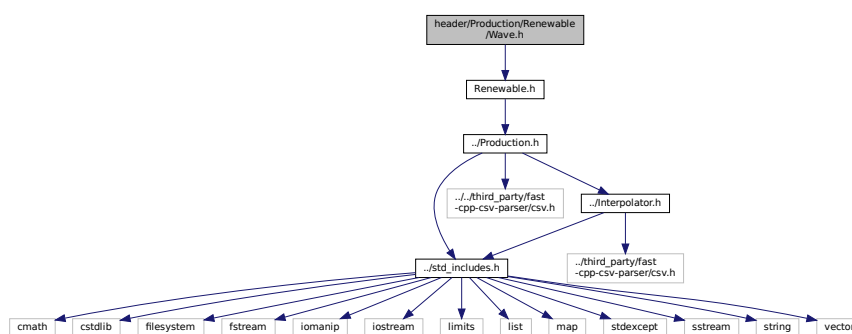 header/Production/Renewable
/Wave.h
Renewable.h
../Production.h
../../third_party/fast
-cpp-csv-parser/csv.h
../Interpolator.h
../std_includes.h
../third_party/fast
-cpp-csv-parser/csv.h
cmath
cstdlib
filesystem
fstream
iomanip
iostream
limits
list
map
stdexcept
sstream
string
vecto